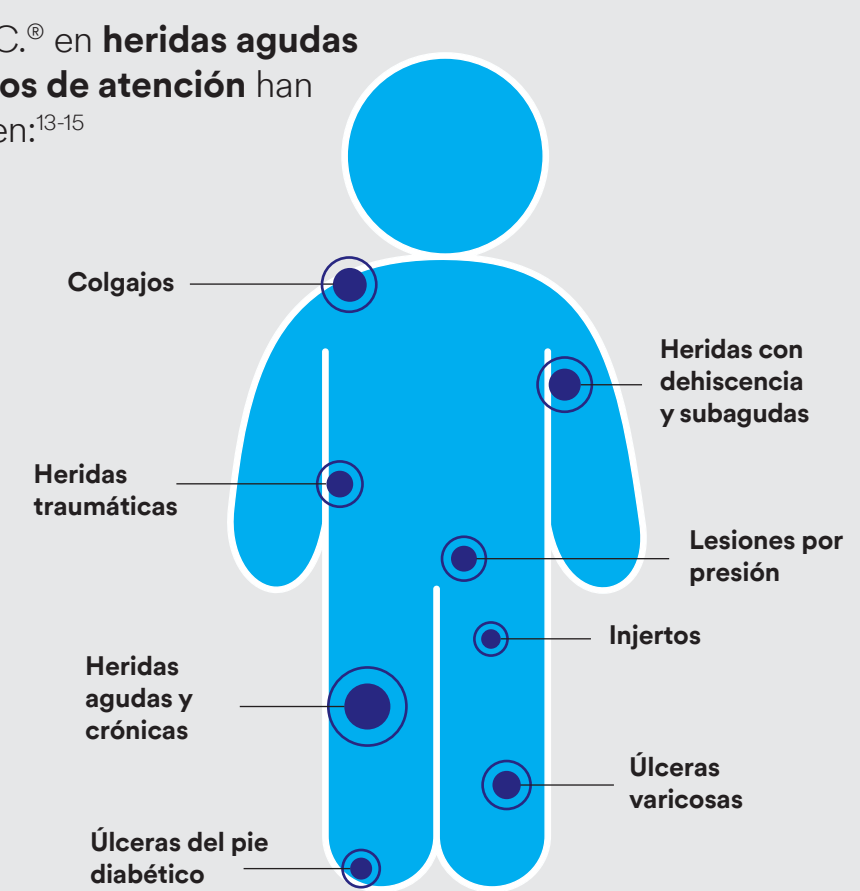 C.® en heridas agudas
os de atención han
en:13-15
Colgajos
Heridas con
dehiscencia
y subagudas
Heridas
traumáticas
Lesiones por
presión
Injertos
Heridas
agudas y
crónicas
Úlceras
varicosas
Úlceras del pie
diabético